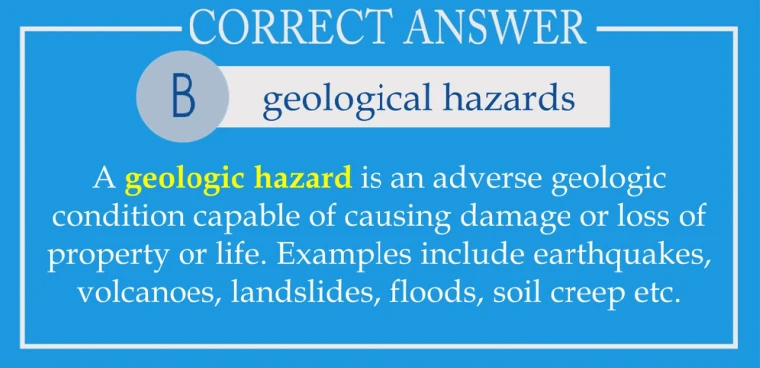 CORRECT ANSWER
B geological hazards
A geologic hazard is an adverse geologic
condition capable of causing damage or loss of
property or life. Examples include earthquakes,
volcanoes, landslides, floods, soil creep etc.